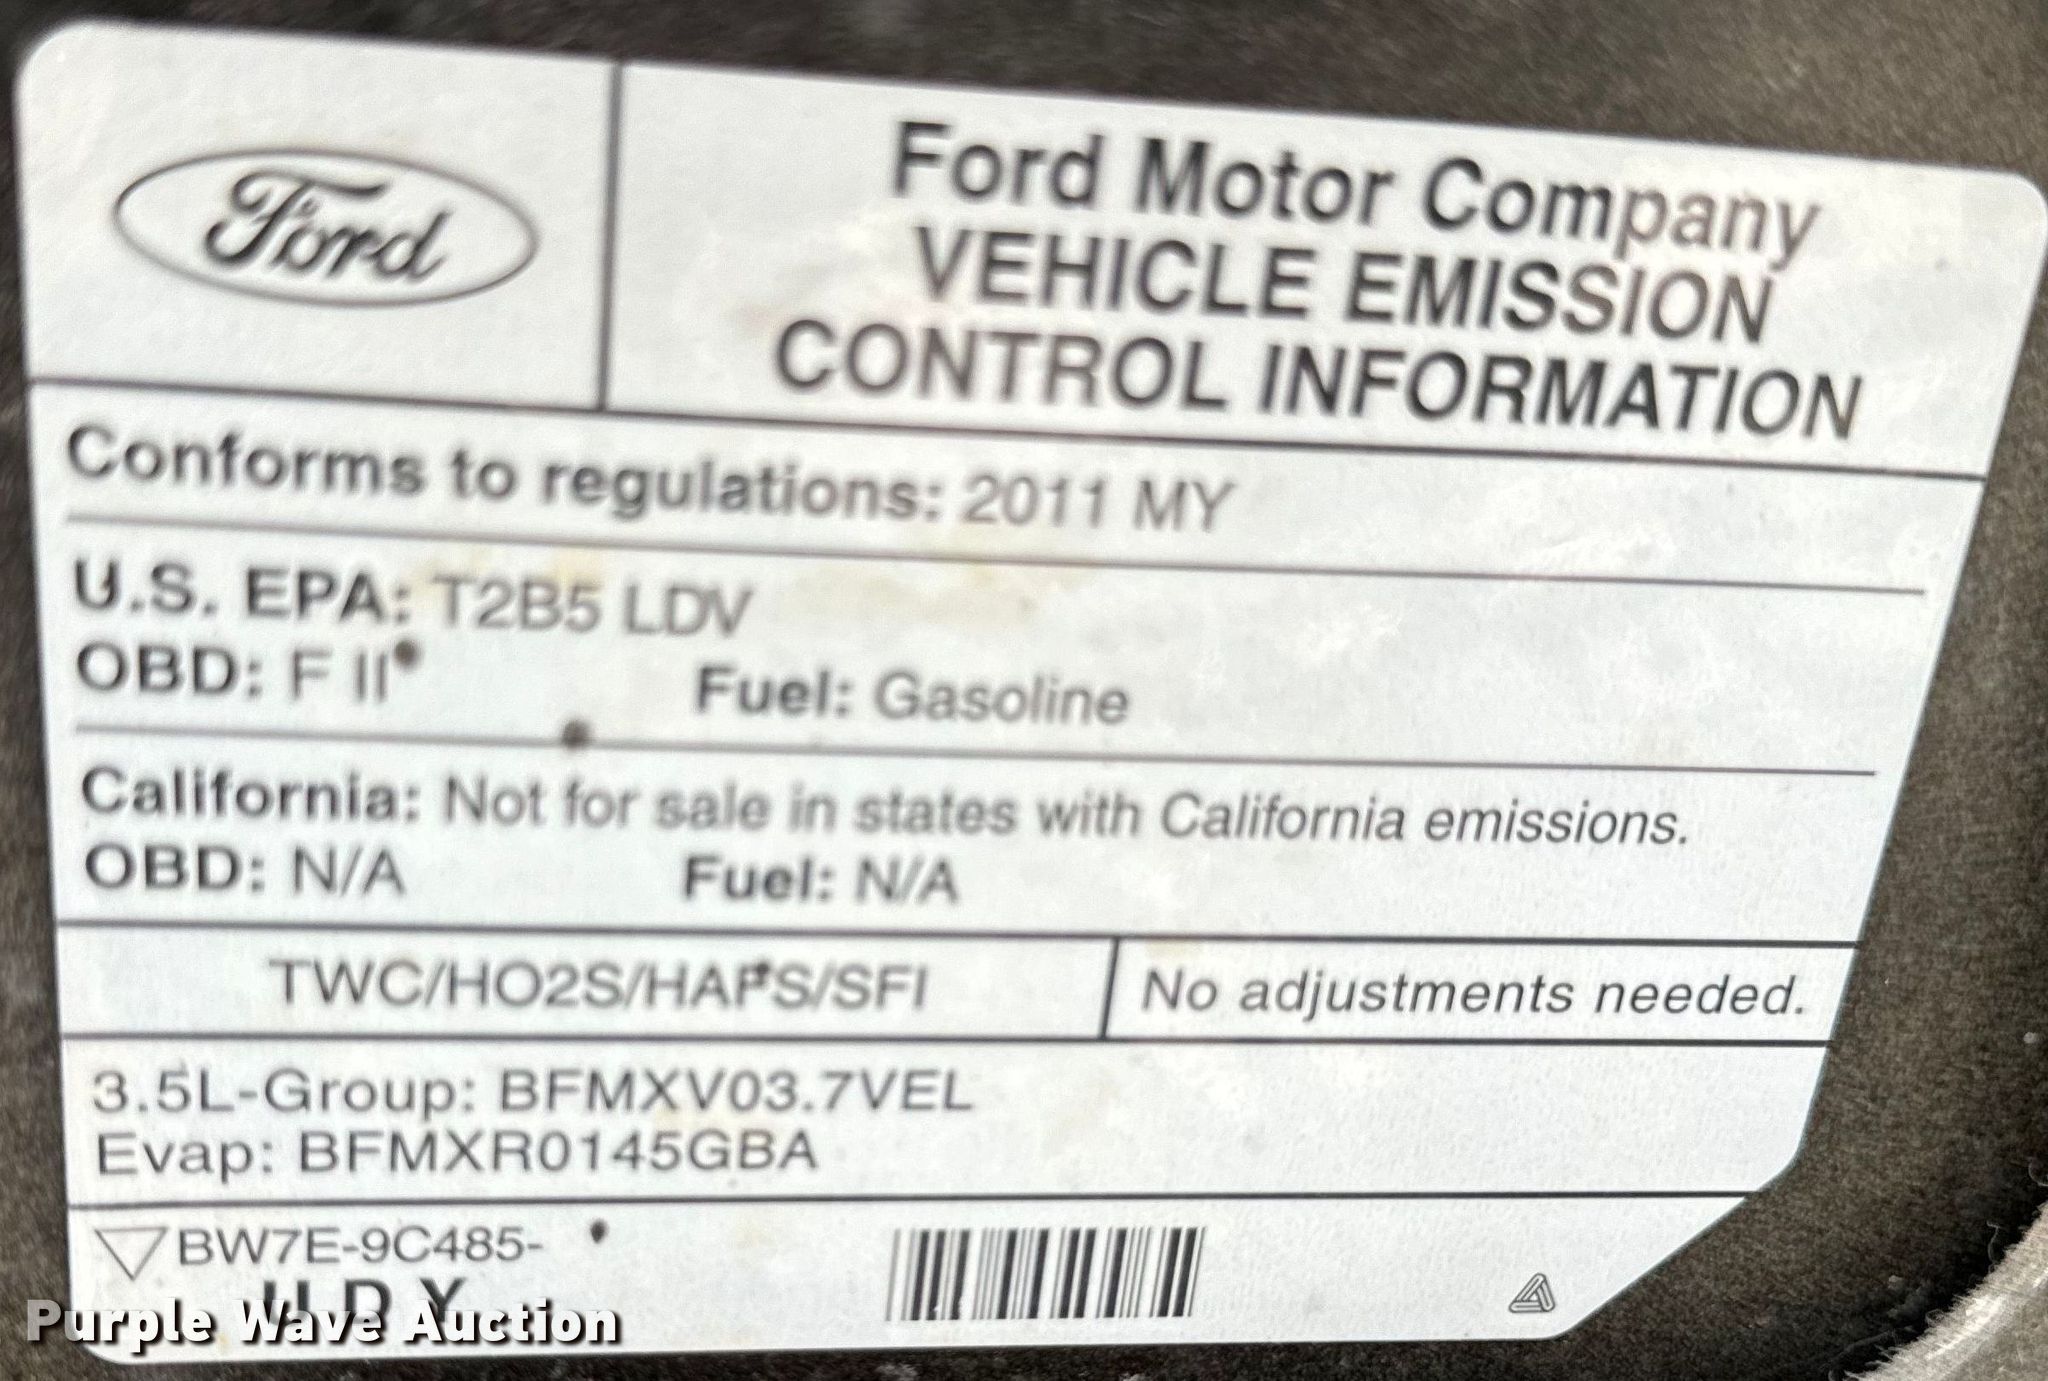 Ford
Ford Motor Company
VEHICLE EMISSION
CONTROL INFORMATION
Conforms to regulations: 2011 MY
U.S. EPA: T2B5 LDV
OBD: F II
Fuel: Gasoline
California: Not for sale in states with California emissions.
OBD: N/A
Fuel: N/A
TWC/HO2S/HAFS/SFI
No adjustments needed.
3.5L-Group: BFMXV03.7VEL
Evap: BFMXR0145GBA
BW7E-9C485-
Purple Wave Auction